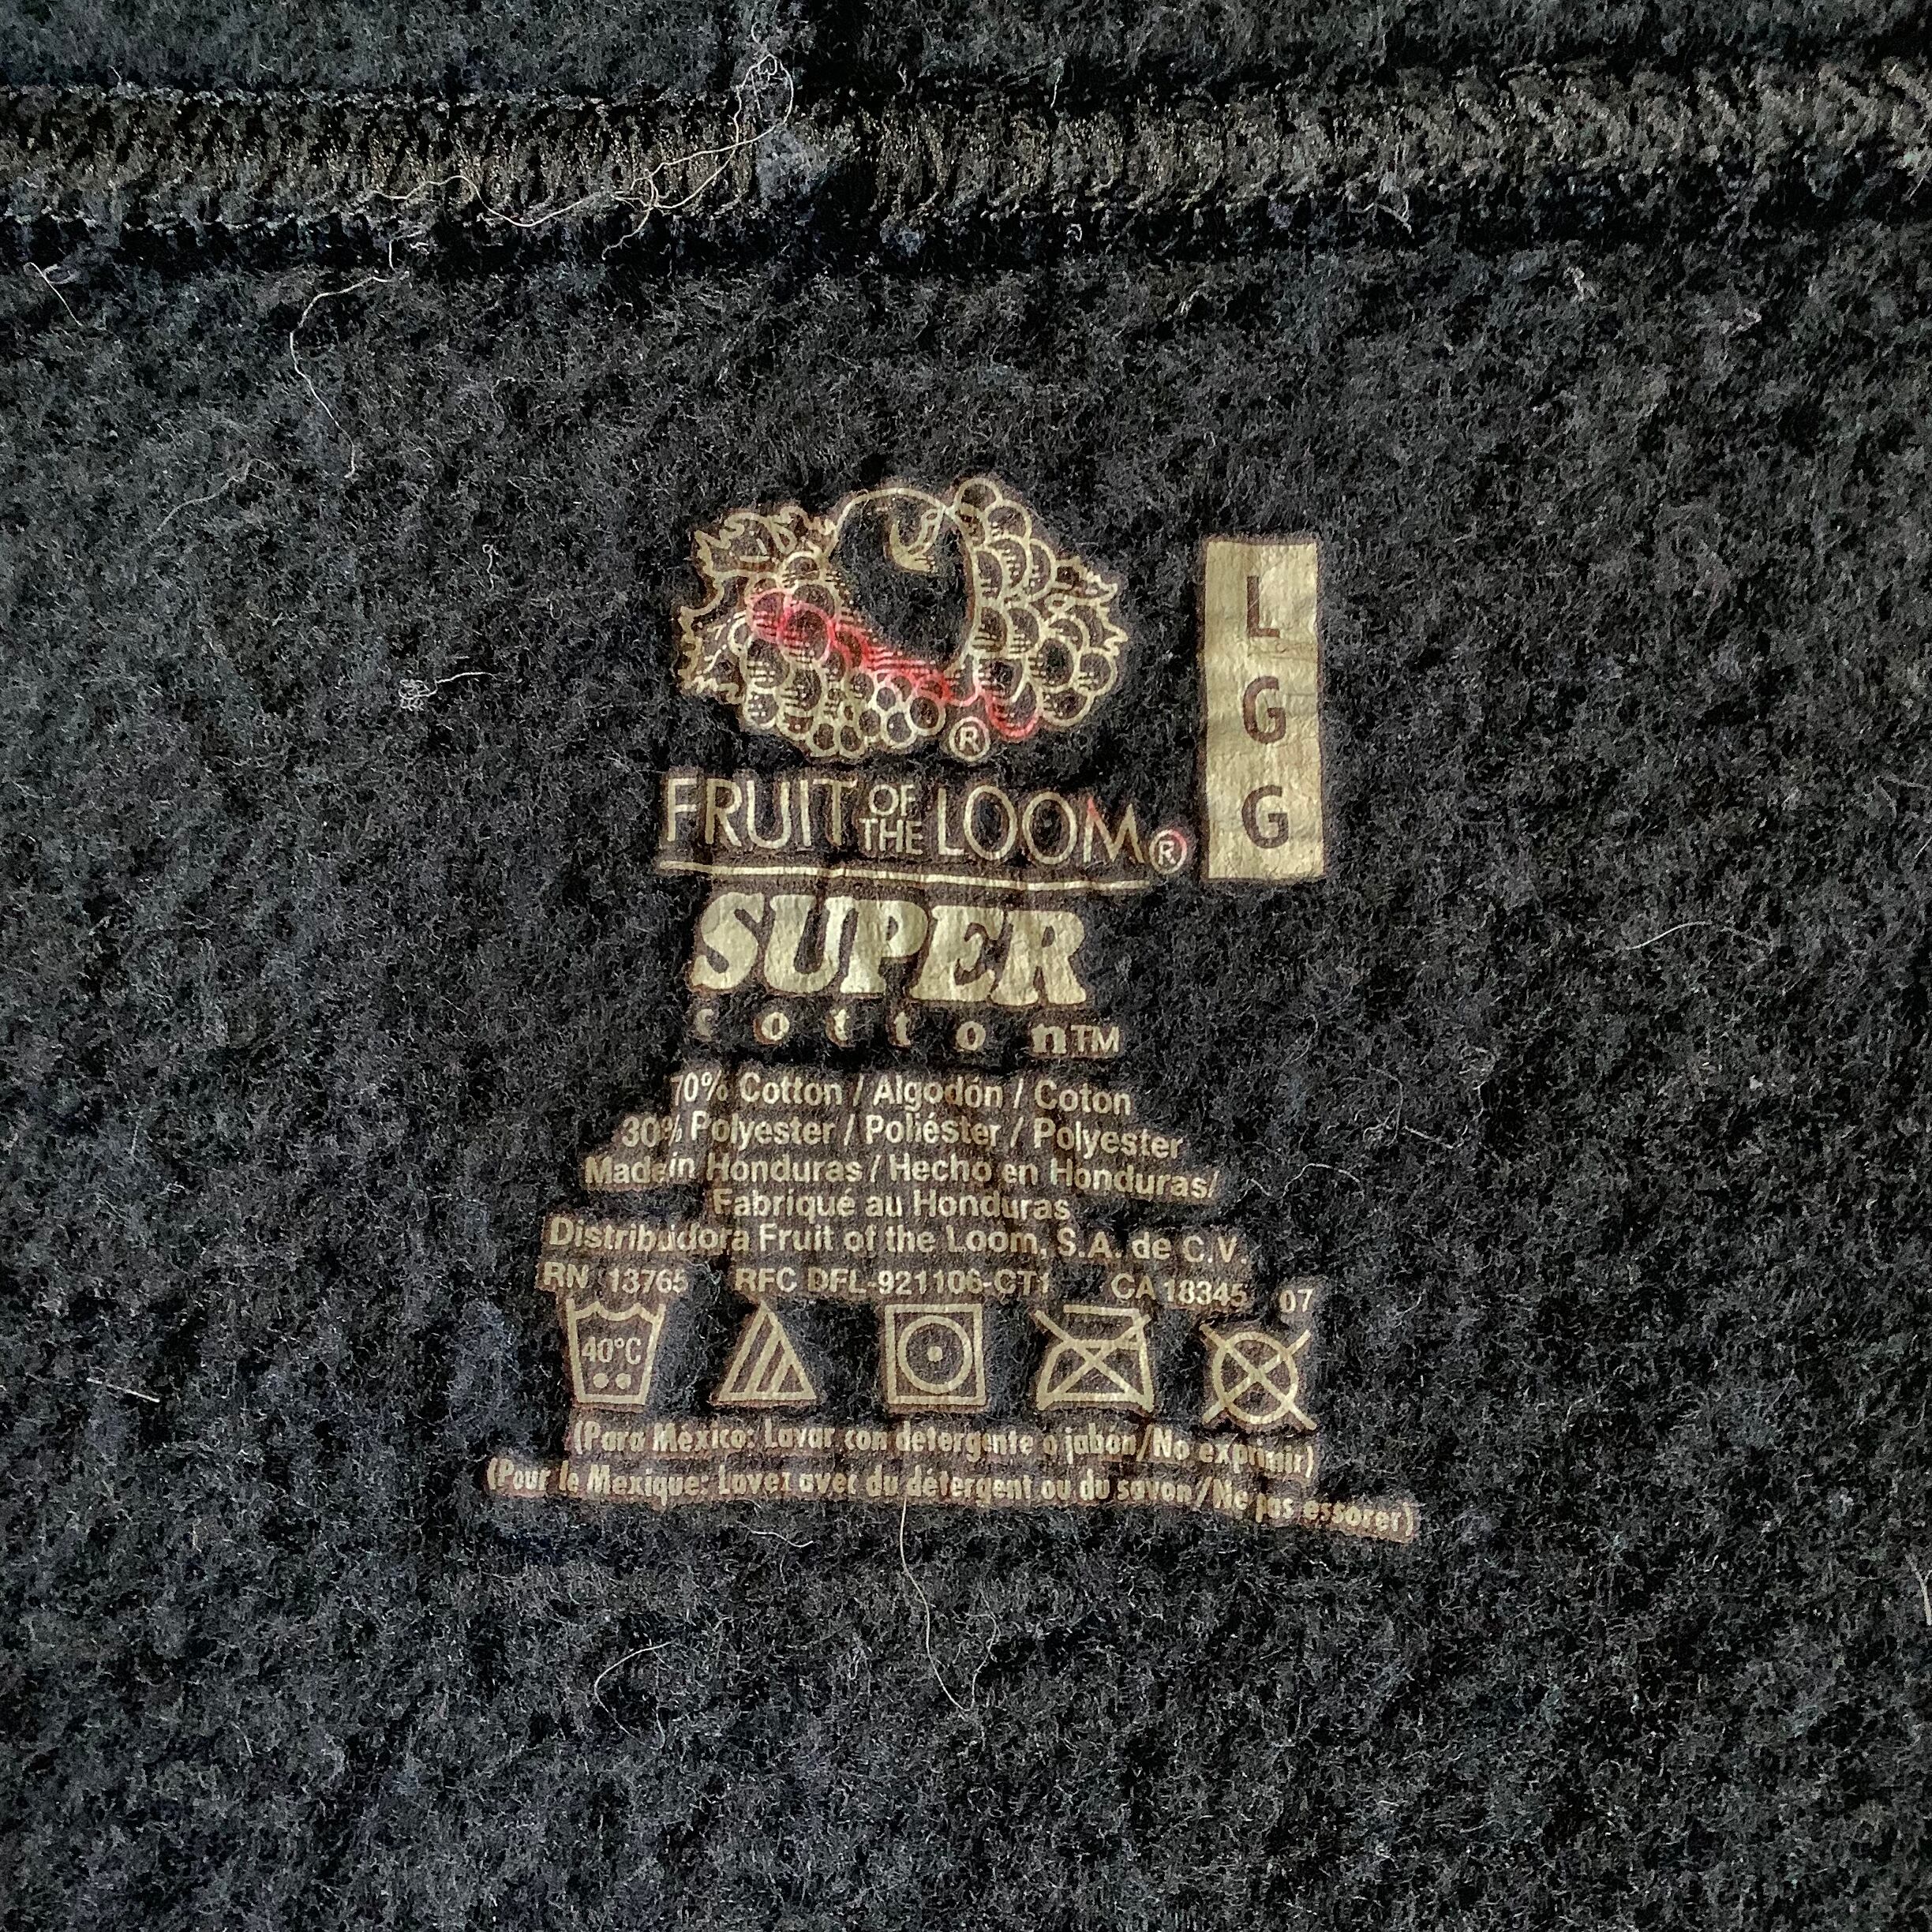 ®
FRUIT OF THE LOOM®
L
G
G
SUPER
cotton™
70% Cotton / Algodón / Coton
30% Polyester / Poliéster / Polyester
Made in Honduras / Hecho en Honduras/
Fabriqué au Honduras
Distribuidora Fruit of the Loom, S.A. de C.V.
RN 13765 RFC DFL-921106-CT1 CA 18345 07
40°C
(Para México: Lavar con detergente o jabón/No exprimir)
(Pour le Mexique: Lavez avec du détergent ou du savon/Ne pas essorer)